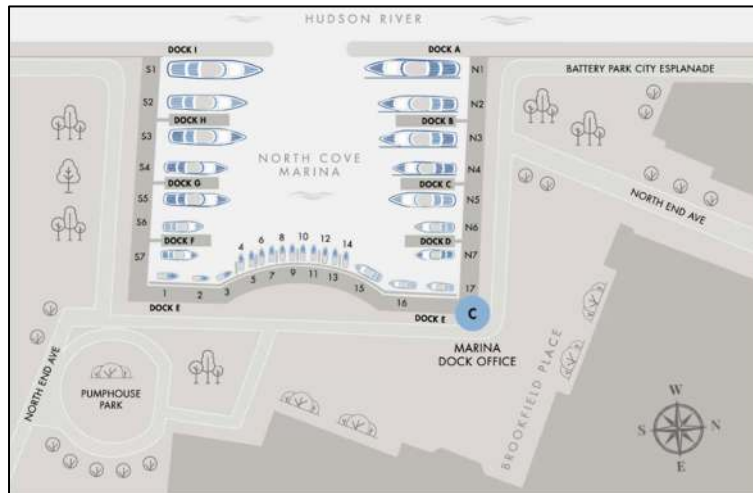 HUDSON RIVER
DOCK I
DOCK A
S1
N1
BATTERY PARK CITY ESPLANADE
S2
N2
DOCK H
DOCK B
S3
N3
NORTH COVE
MARINA
S4
N4
DOCK G
DOCK C
NORTH END AVE
S5
N5
S6
N6
DOCK F
DOCK D
4 6 8 10 12 14
S7
N7
5 7 9 11 13
1 2 3
15 16 17
DOCK E
DOCK E
C
MARINA
DOCK OFFICE
NORTH END AVE
PUMPHOUSE
PARK
BROOKFIELD PLACE
W
S N
E